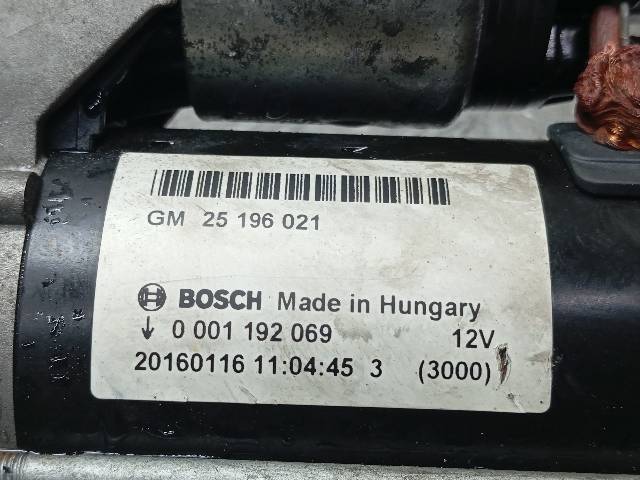 GM 25 196 021
BOSCH Made in Hungary
↓ 0 001 192 069 12V
20160116 11:04:45 3 (3000)